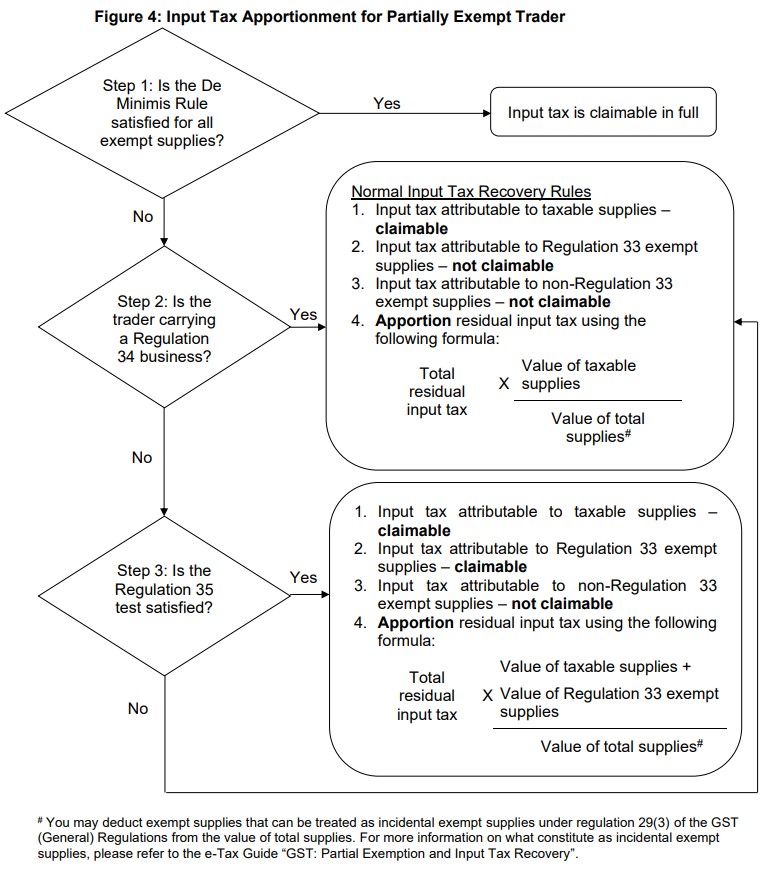 Figure 4: Input Tax Apportionment for Partially Exempt Trader
Step 1: Is the De
Minimis Rule
satisfied for all
exempt supplies?
Yes
Input tax is claimable in full
No
Normal Input Tax Recovery Rules
1. Input tax attributable to taxable supplies –
claimable
2. Input tax attributable to Regulation 33 exempt
supplies – not claimable
3. Input tax attributable to non-Regulation 33
exempt supplies – not claimable
4. Apportion residual input tax using the
following formula:
Total
residual
input tax
X
Value of taxable
supplies
Value of total
supplies#
Step 2: Is the
trader carrying
a Regulation
34 business?
Yes
No
1. Input tax attributable to taxable supplies –
claimable
2. Input tax attributable to Regulation 33 exempt
supplies – claimable
3. Input tax attributable to non-Regulation 33
exempt supplies – not claimable
4. Apportion residual input tax using the following
formula:
Total
residual
input tax
X
Value of taxable supplies +
Value of Regulation 33 exempt
supplies
Value of total supplies#
Step 3: Is the
Regulation 35
test satisfied?
Yes
No
# You may deduct exempt supplies that can be treated as incidental exempt supplies under regulation 29(3) of the GST
(General) Regulations from the value of total supplies. For more information on what constitute as incidental exempt
supplies, please refer to the e-Tax Guide “GST: Partial Exemption and Input Tax Recovery”.